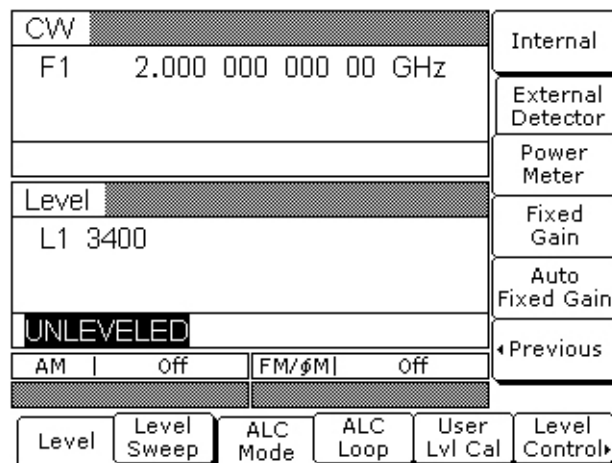 CW
F1 2.000 000 000 00 GHz
Level
L1 3400
UNLEVELED
AM | Off FM/ϕM| Off
Internal
External
Detector
Power
Meter
Fixed
Gain
Auto
Fixed Gain
◂Previous
Level
Level
Sweep
ALC
Mode
ALC
Loop
User
Lvl Cal
Level
Control▸